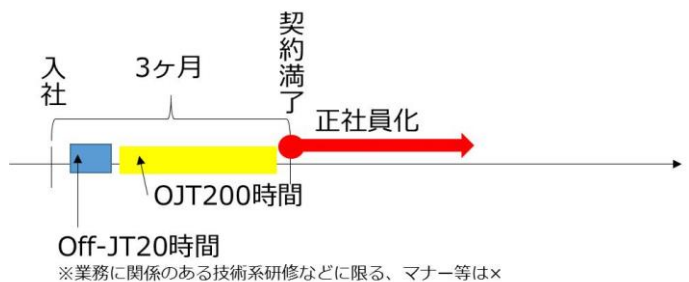 入社
3ヶ月
契約満了
正社員化
OJT200時間
Off-JT20時間
※業務に関係のある技術系研修などに限る、マナー等は×